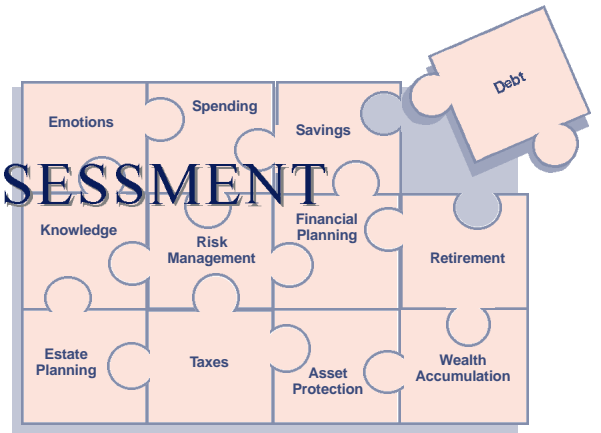 Debt
Emotions
Spending
Savings
SESSMENT
Knowledge
Risk
Management
Financial
Planning
Retirement
Estate
Planning
Taxes
Asset
Protection
Wealth
Accumulation